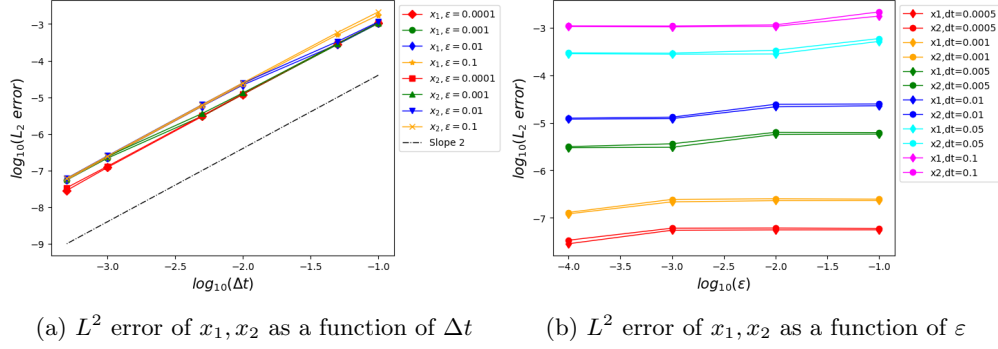 −3
−4
−5
−6
−7
−8
−9
log10(L2 error)
−3.0 −2.5 −2.0 −1.5 −1.0
log10(Δt)
x1, ε = 0.0001
x1, ε = 0.001
x1, ε = 0.01
x1, ε = 0.1
x2, ε = 0.0001
x2, ε = 0.001
x2, ε = 0.01
x2, ε = 0.1
Slope 2
−3
−4
−5
−6
−7
log10(L2 error)
−4.0 −3.5 −3.0 −2.5 −2.0 −1.5 −1.0
log10(ε)
x1,dt=0.0005
x2,dt=0.0005
x1,dt=0.001
x2,dt=0.001
x1,dt=0.005
x2,dt=0.005
x1,dt=0.01
x2,dt=0.01
x1,dt=0.05
x2,dt=0.05
x1,dt=0.1
x2,dt=0.1
(a) L² error of x1, x2 as a function of Δt
(b) L² error of x1, x2 as a function of ε